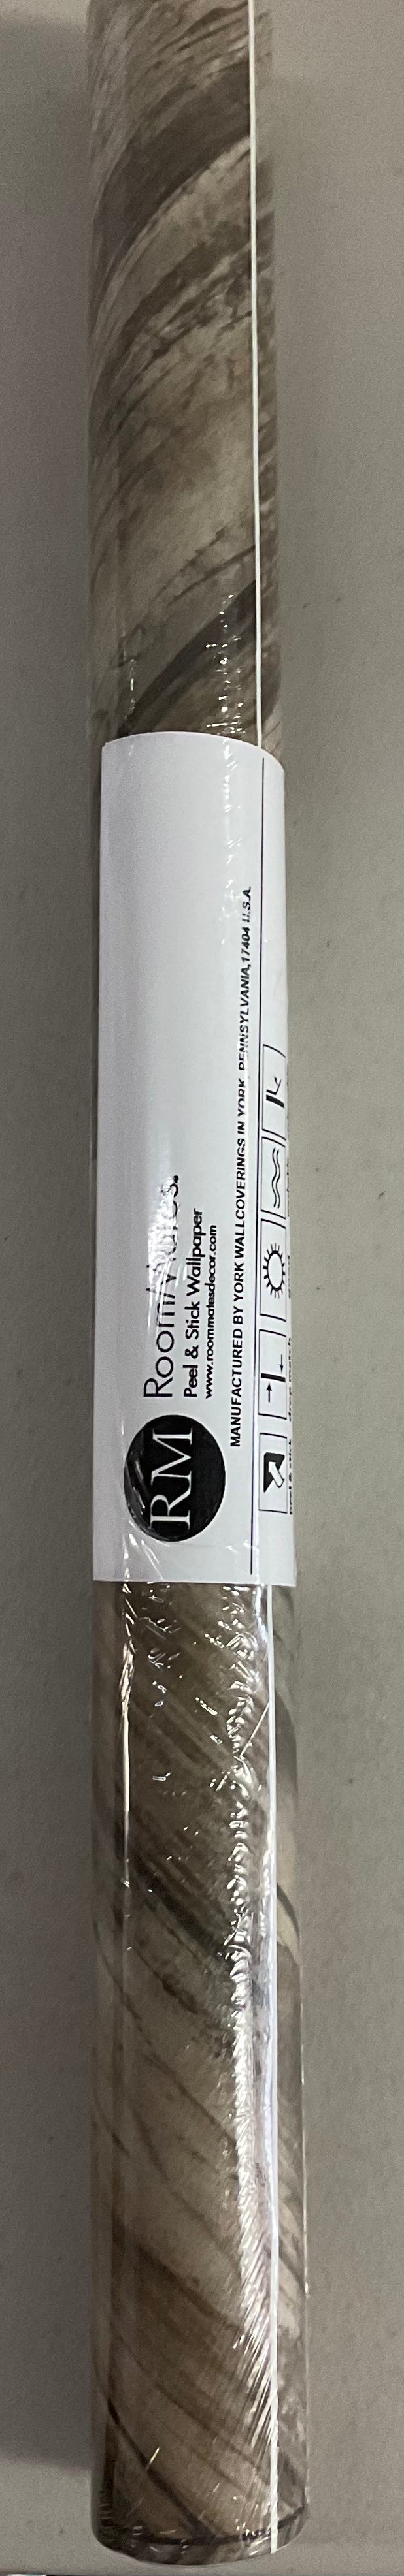 RM
RoomMates.
Peel & Stick Wallpaper
www.roommatesdecor.com
MANUFACTURED BY YORK WALLCOVERINGS IN YORK, PENNSYLVANIA, 17404 U.S.A.